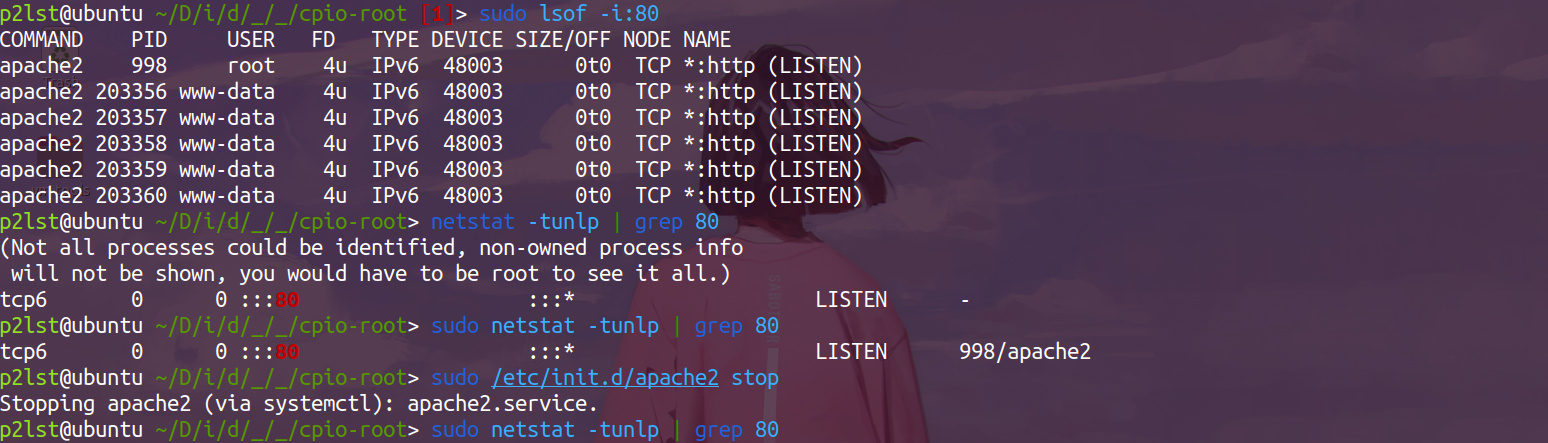 p2lst@ubuntu ~/D/i/d/_/_/cpio-root [1]> sudo lsof -i:80
COMMAND    PID     USER   FD   TYPE DEVICE SIZE/OFF NODE NAME
apache2    998     root    4u  IPv6  48003      0t0  TCP *:http (LISTEN)
apache2 203356 www-data    4u  IPv6  48003      0t0  TCP *:http (LISTEN)
apache2 203357 www-data    4u  IPv6  48003      0t0  TCP *:http (LISTEN)
apache2 203358 www-data    4u  IPv6  48003      0t0  TCP *:http (LISTEN)
apache2 203359 www-data    4u  IPv6  48003      0t0  TCP *:http (LISTEN)
apache2 203360 www-data    4u  IPv6  48003      0t0  TCP *:http (LISTEN)
p2lst@ubuntu ~/D/i/d/_/_/cpio-root> netstat -tunlp | grep 80
(Not all processes could be identified, non-owned process info
 will not be shown, you would have to be root to see it all.)
tcp6       0      0 :::80                   :::*                    LISTEN      -
p2lst@ubuntu ~/D/i/d/_/_/cpio-root> sudo netstat -tunlp | grep 80
tcp6       0      0 :::80                   :::*                    LISTEN      998/apache2
p2lst@ubuntu ~/D/i/d/_/_/cpio-root> sudo /etc/init.d/apache2 stop
Stopping apache2 (via systemctl): apache2.service.
p2lst@ubuntu ~/D/i/d/_/_/cpio-root> sudo netstat -tunlp | grep 80